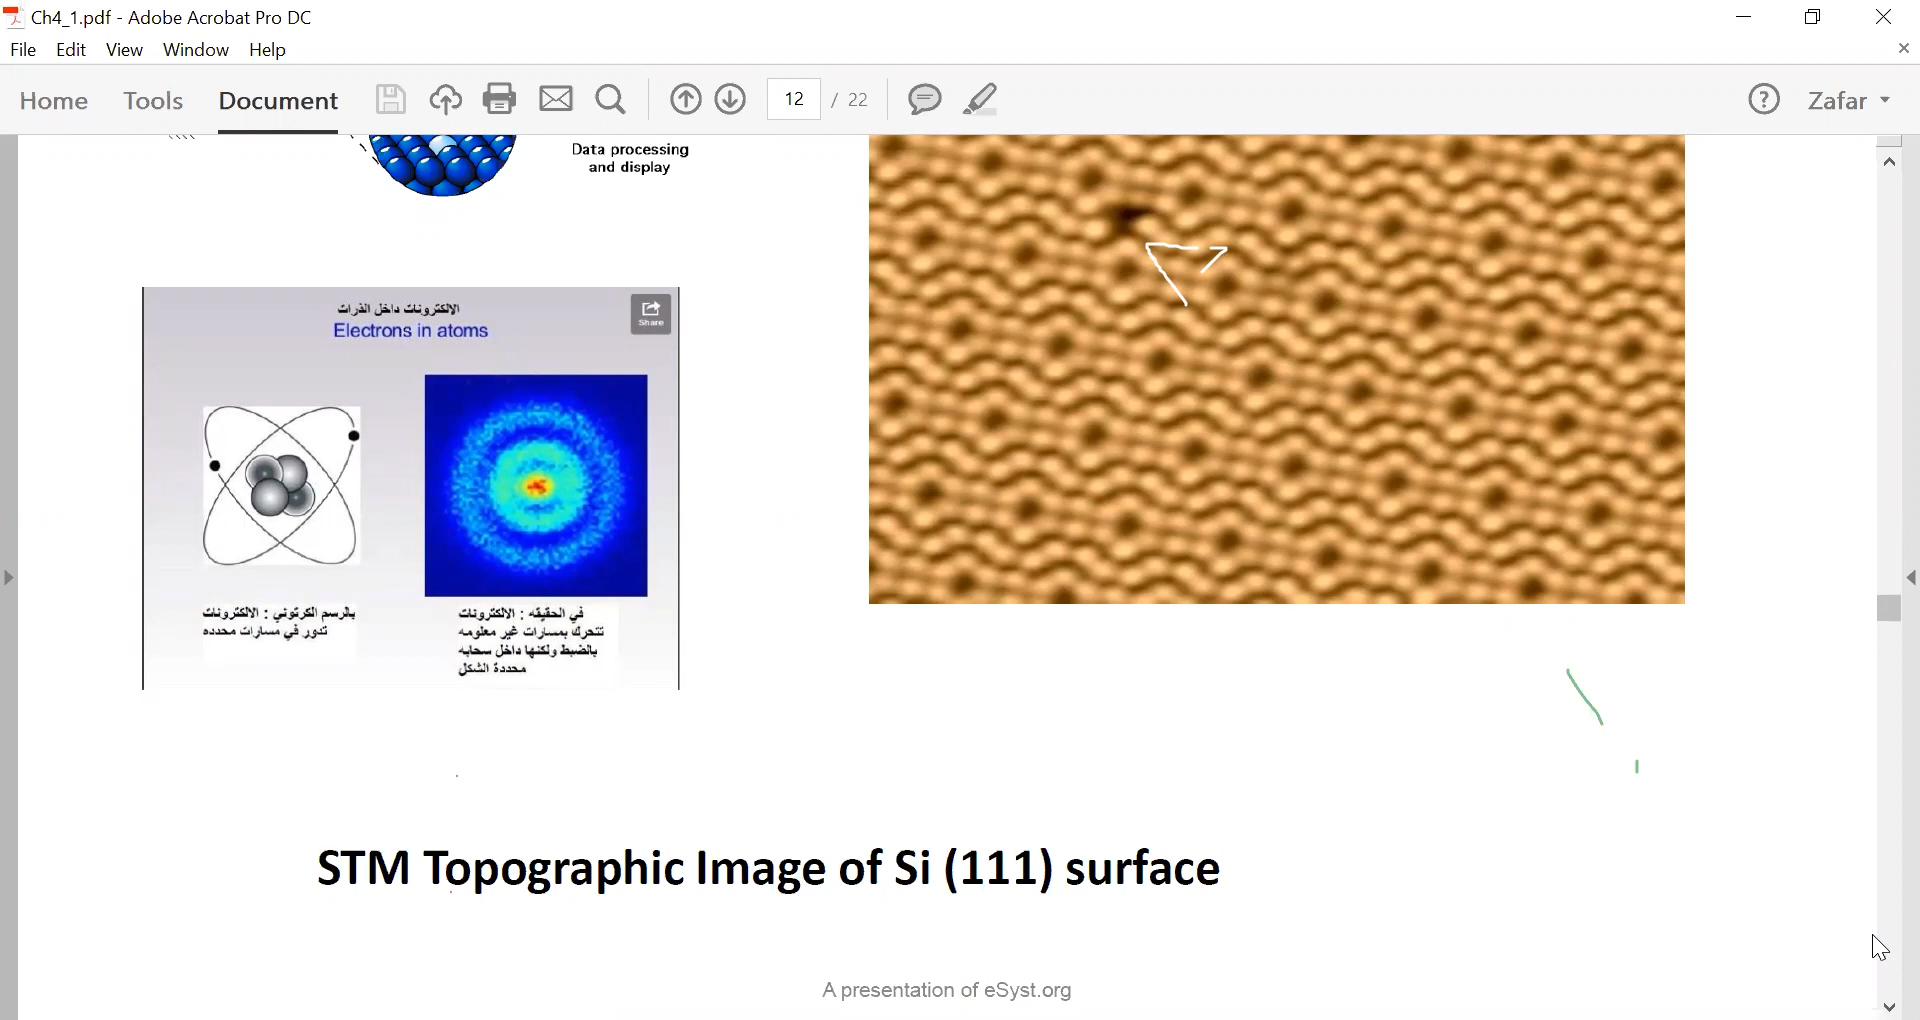 Ch4_1.pdf - Adobe Acrobat Pro DC
File Edit View Window Help
Home Tools Document 12 / 22 Zafar
Data processing
and display
الالكترونات داخل الذرات
Electrons in atoms
Share
بالرسم الكرتوني : الالكترونات
تدور في مسارات محدده
في الحقيقه : الالكترونات
تتحرك بمسارات غير معلومه
بالضبط ولكنها داخل سحابه
محددة الشكل
STM Topographic Image of Si (111) surface
A presentation of eSyst.org